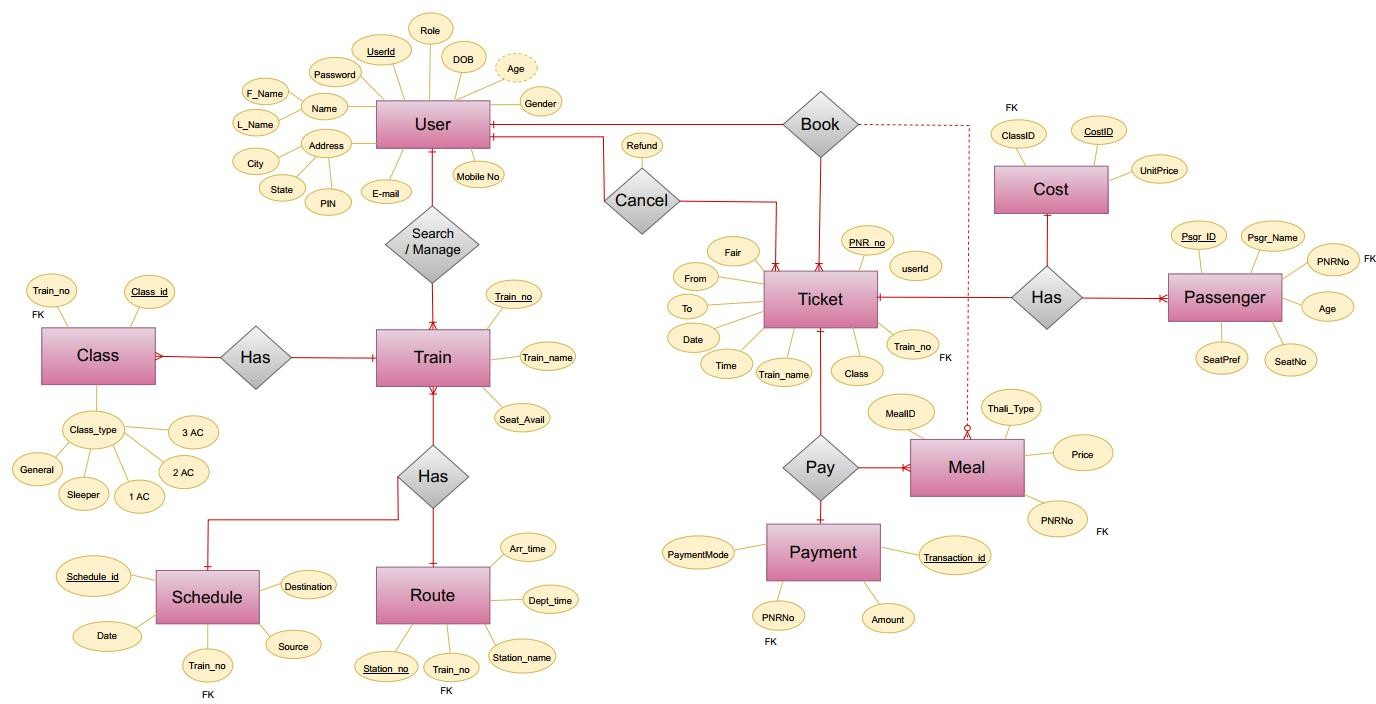 Role
UserId
DOB
Age
Password
Gender
F_Name
Name
L_Name
User
Address
City
State
PIN
E-mail
Mobile No
Search
/ Manage
Refund
Cancel
Book
FK
ClassID
CostID
UnitPrice
Cost
Psgr_ID
Psgr_Name
PNRNo
FK
Passenger
Age
SeatPref
SeatNo
Has
Fair
PNR_no
userId
From
To
Ticket
Date
Time
Train_name
Class
Train_no
FK
Train_no
FK
Class_id
Class
Has
Train
Train_no
Train_name
Seat_Avail
Class_type
3 AC
2 AC
1 AC
General
Sleeper
Has
MealID
Thali_Type
Price
Meal
PNRNo
FK
Pay
Payment
PaymentMode
Transaction_id
PNRNo
FK
Amount
Schedule_id
Destination
Schedule
Date
Source
Train_no
FK
Arr_time
Route
Dept_time
Station_no
Train_no
FK
Station_name